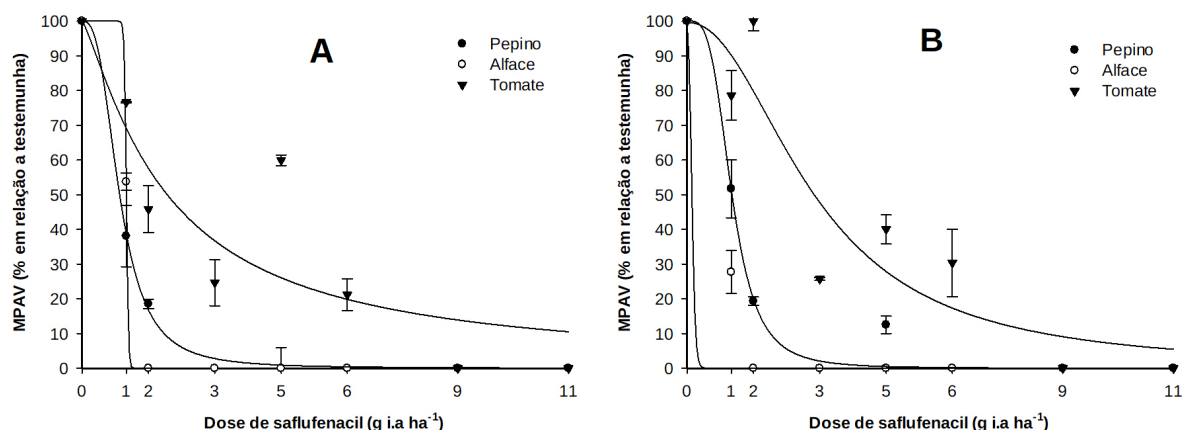 A
Pepino
Alface
Tomate
MPAV (% em relação a testemunha)
100
90
80
70
60
50
40
30
20
10
0
0 1 2 3 5 6 9 11
Dose de saflufenacil (g i.a ha-1)
B
Pepino
Alface
Tomate
MPAV (% em relação a testemunha)
100
90
80
70
60
50
40
30
20
10
0
0 1 2 3 5 6 9 11
Dose de saflufenacil (g i.a ha-1)